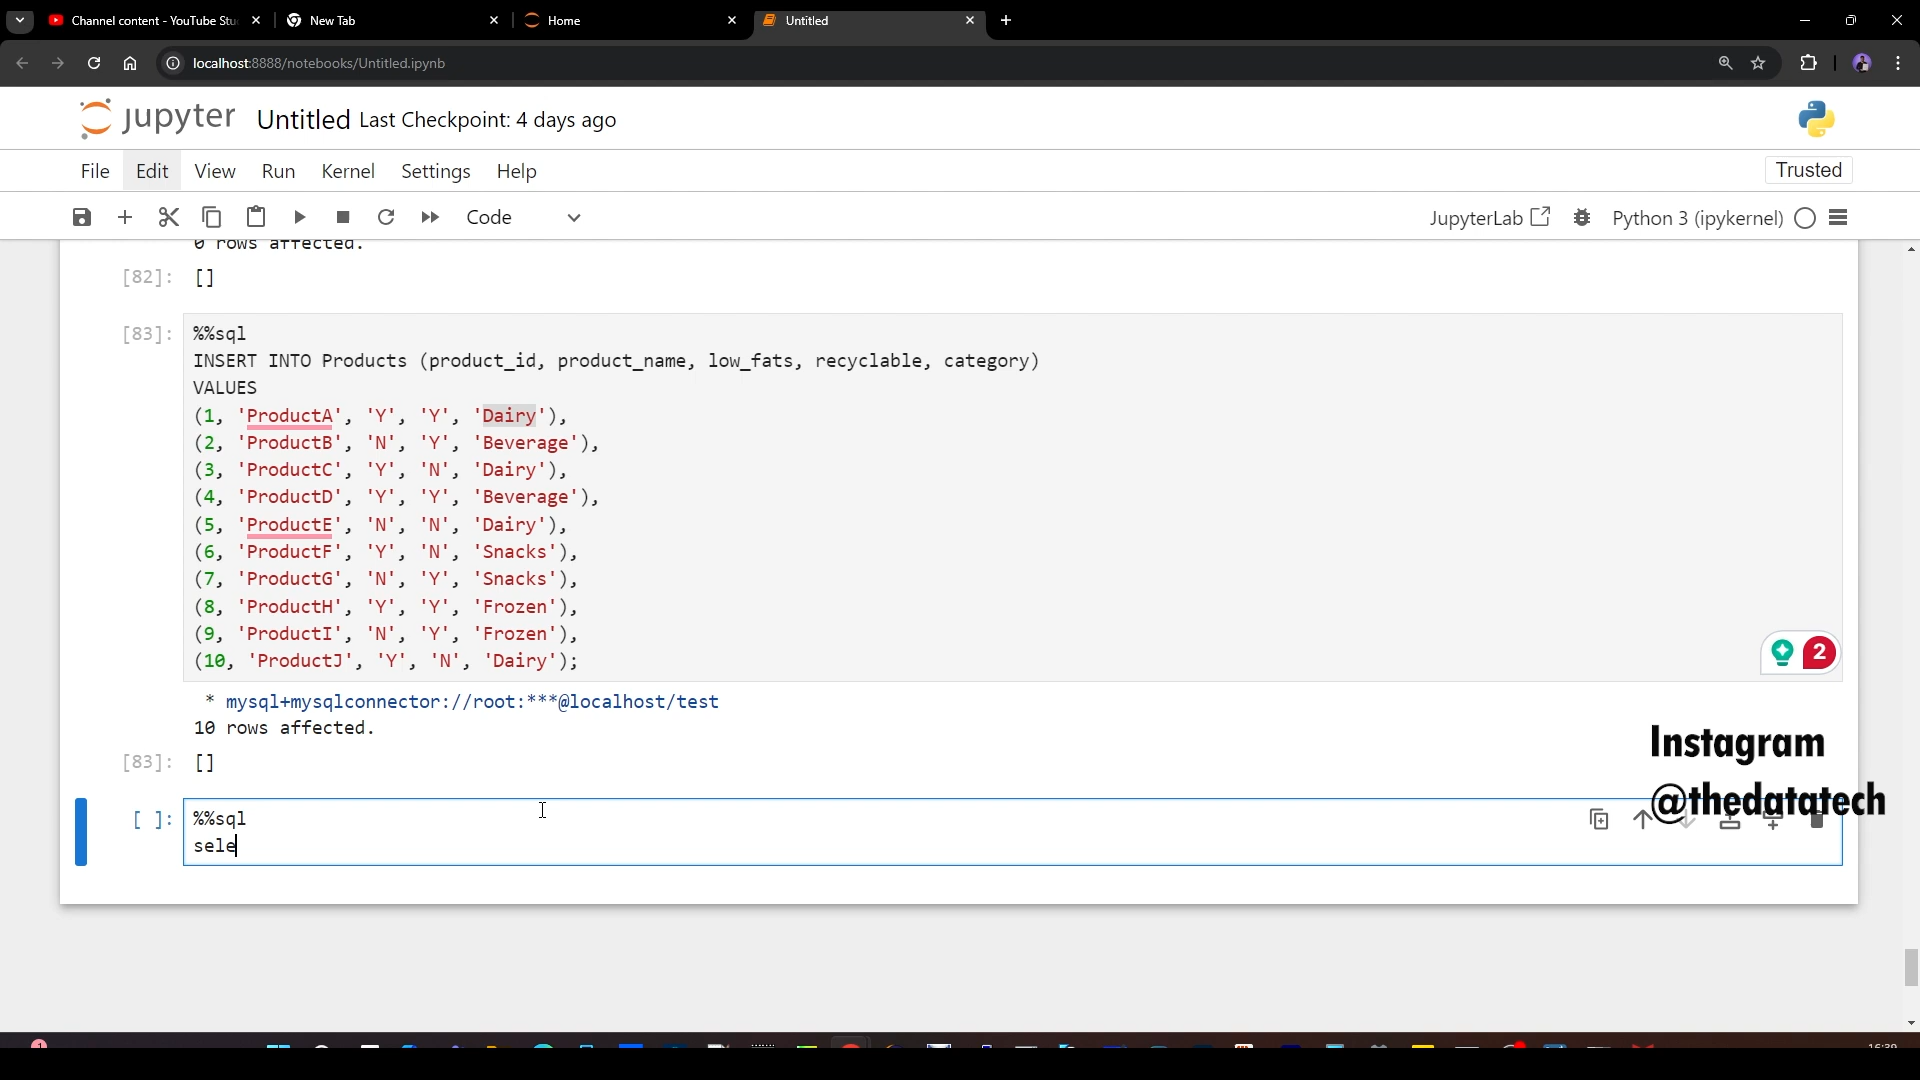 Channel content - YouTube Stu
New Tab
Home
Untitled
localhost:8888/notebooks/Untitled.ipynb
jupyter Untitled Last Checkpoint: 4 days ago
File Edit View Run Kernel Settings Help
Trusted
Code
JupyterLab
Python 3 (ipykernel)
0 rows affected.
[82]: []
[83]: %%sql
INSERT INTO Products (product_id, product_name, low_fats, recyclable, category)
VALUES
(1, 'ProductA', 'Y', 'Y', 'Dairy'),
(2, 'ProductB', 'N', 'Y', 'Beverage'),
(3, 'ProductC', 'Y', 'N', 'Dairy'),
(4, 'ProductD', 'Y', 'Y', 'Beverage'),
(5, 'ProductE', 'N', 'N', 'Dairy'),
(6, 'ProductF', 'Y', 'N', 'Snacks'),
(7, 'ProductG', 'N', 'Y', 'Snacks'),
(8, 'ProductH', 'Y', 'Y', 'Frozen'),
(9, 'ProductI', 'N', 'Y', 'Frozen'),
(10, 'ProductJ', 'Y', 'N', 'Dairy');
2
* mysql+mysqlconnector://root:***@localhost/test
10 rows affected.
[83]: []
Instagram
@thedatatech
[ ]: %%sql
sele
1